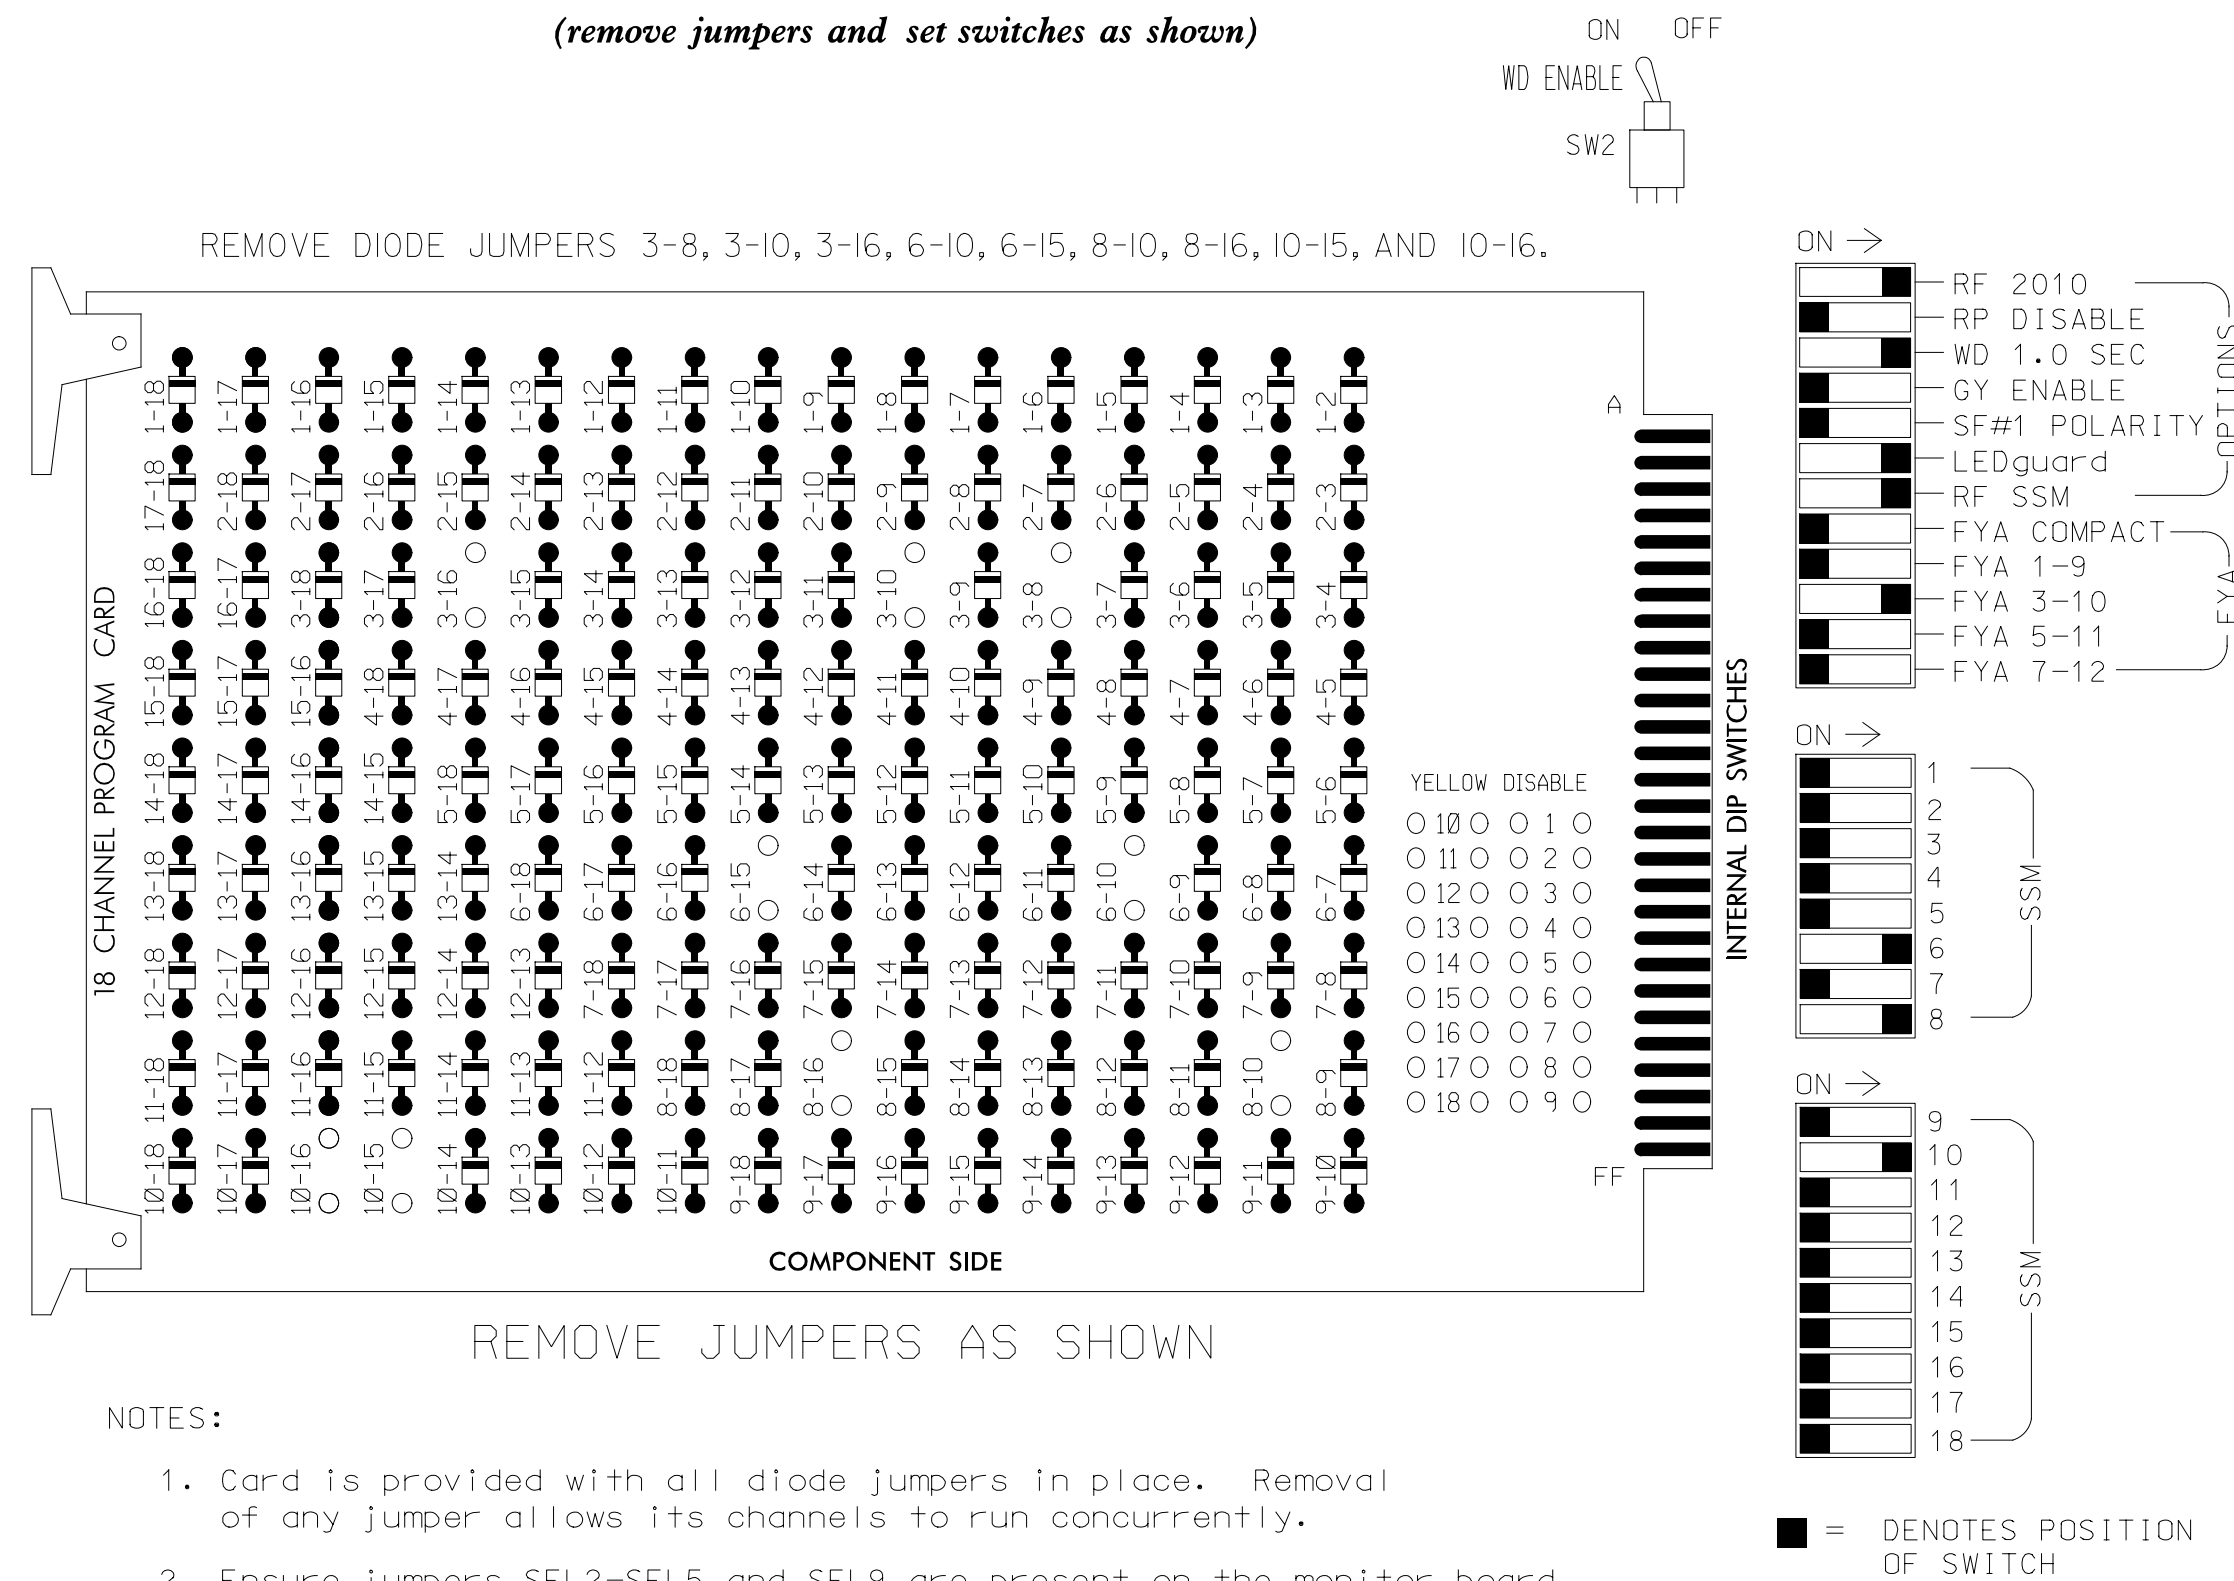 (remove jumpers and set switches as shown)
ON OFF
WD ENABLE
SW2
REMOVE DIODE JUMPERS 3-8, 3-10, 3-16, 6-10, 6-15, 8-10, 8-16, 10-15, AND 10-16.
18 CHANNEL PROGRAM CARD
1-18 1-17 1-16 1-15 1-14 1-13 1-12 1-11 1-10 1-9 1-8 1-7 1-6 1-5 1-4 1-3 1-2
17-18 2-18 2-17 2-16 2-15 2-14 2-13 2-12 2-11 2-10 2-9 2-8 2-7 2-6 2-5 2-4 2-3
16-18 16-17 3-18 3-17 3-16 3-15 3-14 3-13 3-12 3-11 3-10 3-9 3-8 3-7 3-6 3-5 3-4
15-18 15-17 15-16 4-18 4-17 4-16 4-15 4-14 4-13 4-12 4-11 4-10 4-9 4-8 4-7 4-6 4-5
14-18 14-17 14-16 14-15 5-18 5-17 5-16 5-15 5-14 5-13 5-12 5-11 5-10 5-9 5-8 5-7 5-6
13-18 13-17 13-16 13-15 13-14 6-18 6-17 6-16 6-15 6-14 6-13 6-12 6-11 6-10 6-9 6-8 6-7
12-18 12-17 12-16 12-15 12-14 12-13 7-18 7-17 7-16 7-15 7-14 7-13 7-12 7-11 7-10 7-9 7-8
11-18 11-17 11-16 11-15 11-14 11-13 11-12 8-18 8-17 8-16 8-15 8-14 8-13 8-12 8-11 8-10 8-9
10-18 10-17 10-16 10-15 10-14 10-13 10-12 10-11 9-18 9-17 9-16 9-15 9-14 9-13 9-12 9-11 9-10
A
FF
YELLOW DISABLE
10 1
11 2
12 3
13 4
14 5
15 6
16 7
17 8
18 9
COMPONENT SIDE
INTERNAL DIP SWITCHES
ON
RF 2010
RP DISABLE
WD 1.0 SEC
GY ENABLE
SF#1 POLARITY
LEDguard
RF SSM
OPTIONS
FYA COMPACT
FYA 1-9
FYA 3-10
FYA 5-11
FYA 7-12
FYA
ON
1
2
3
4
5
6
7
8
SSM
ON
9
10
11
12
13
14
15
16
17
18
SSM
= DENOTES POSITION
OF SWITCH
REMOVE JUMPERS AS SHOWN
NOTES:
1. Card is provided with all diode jumpers in place. Removal
of any jumper allows its channels to run concurrently.
2. Ensure jumpers SEL2-SEL5 and SEL9 are present on the monitor board.